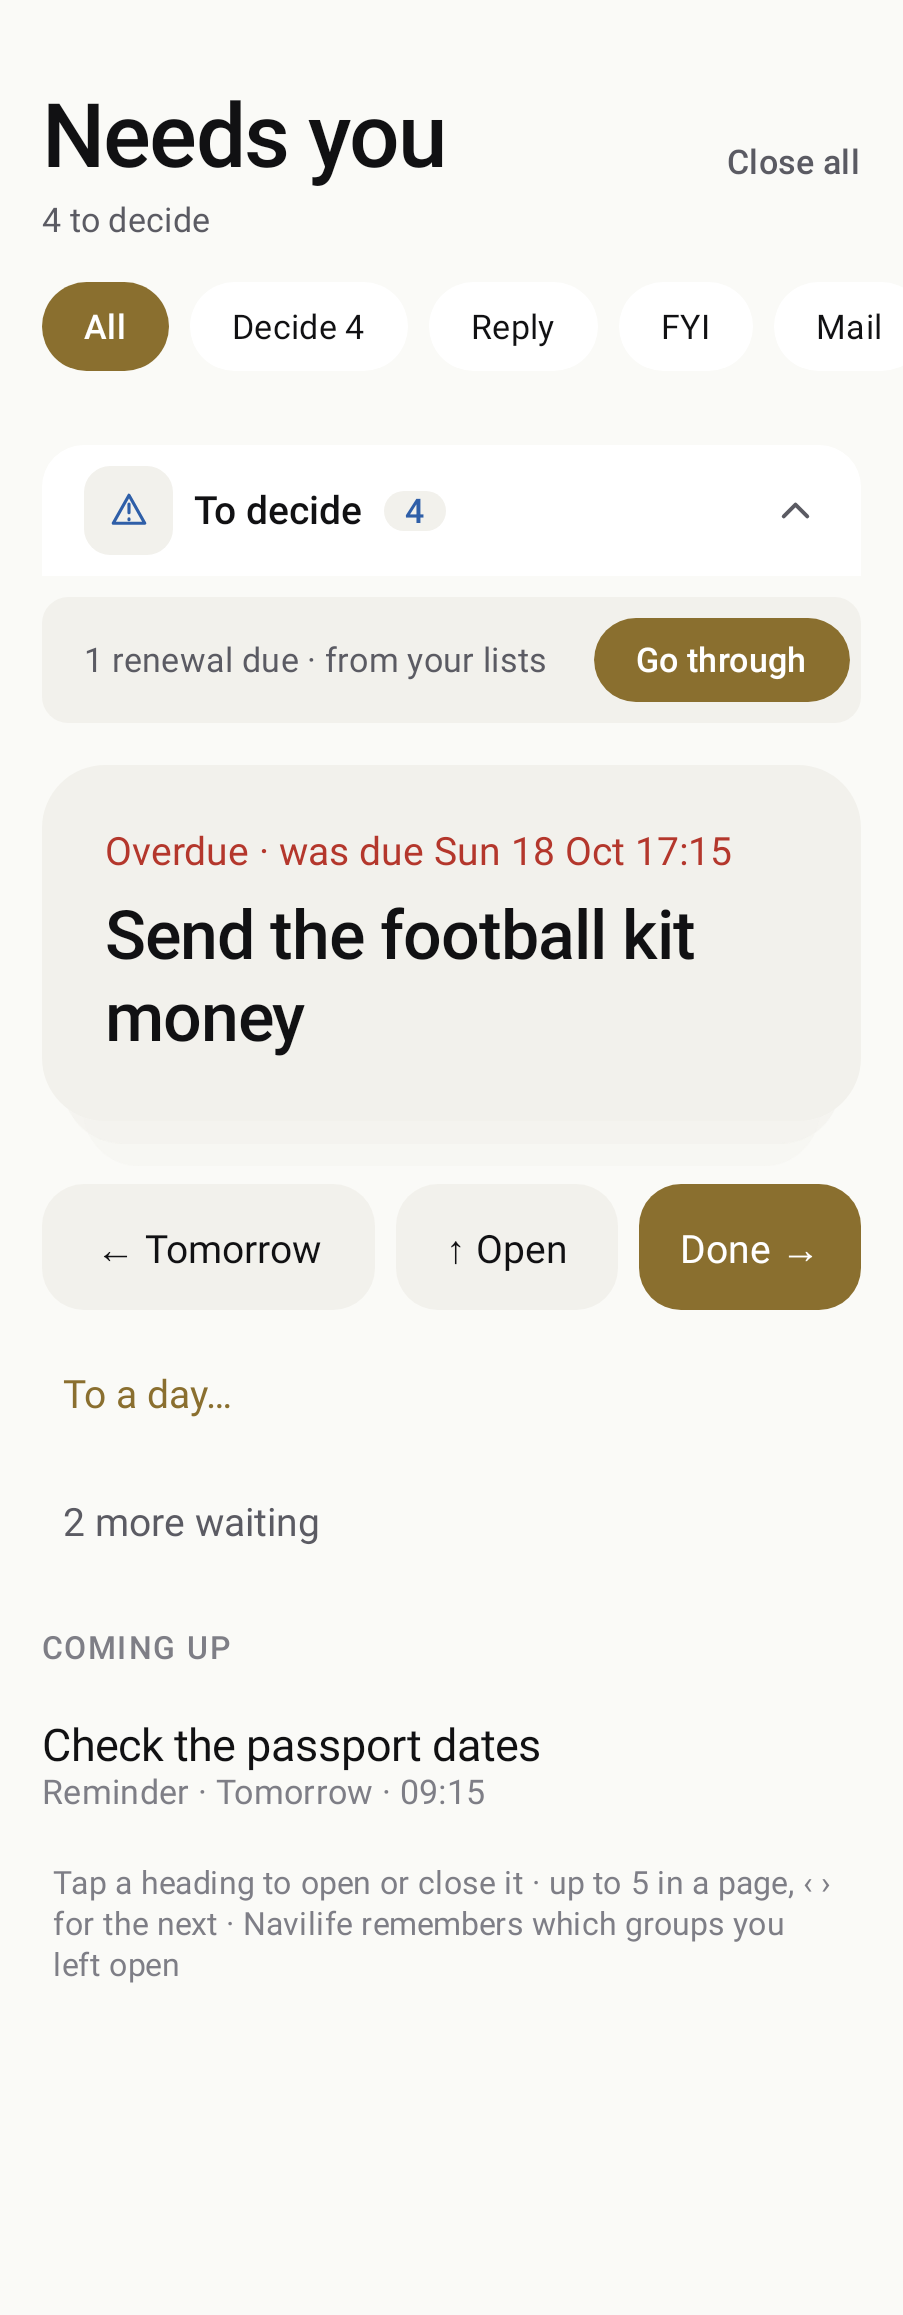 Needs you
Close all
4 to decide
All
Decide 4
Reply
FYI
Mail
To decide 4
1 renewal due · from your lists
Go through
Overdue · was due Sun 18 Oct 17:15
Send the football kit
money
← Tomorrow
↑ Open
Done →
To a day…
2 more waiting
COMING UP
Check the passport dates
Reminder · Tomorrow · 09:15
Tap a heading to open or close it · up to 5 in a page, ‹ ›
for the next · Navilife remembers which groups you
left open